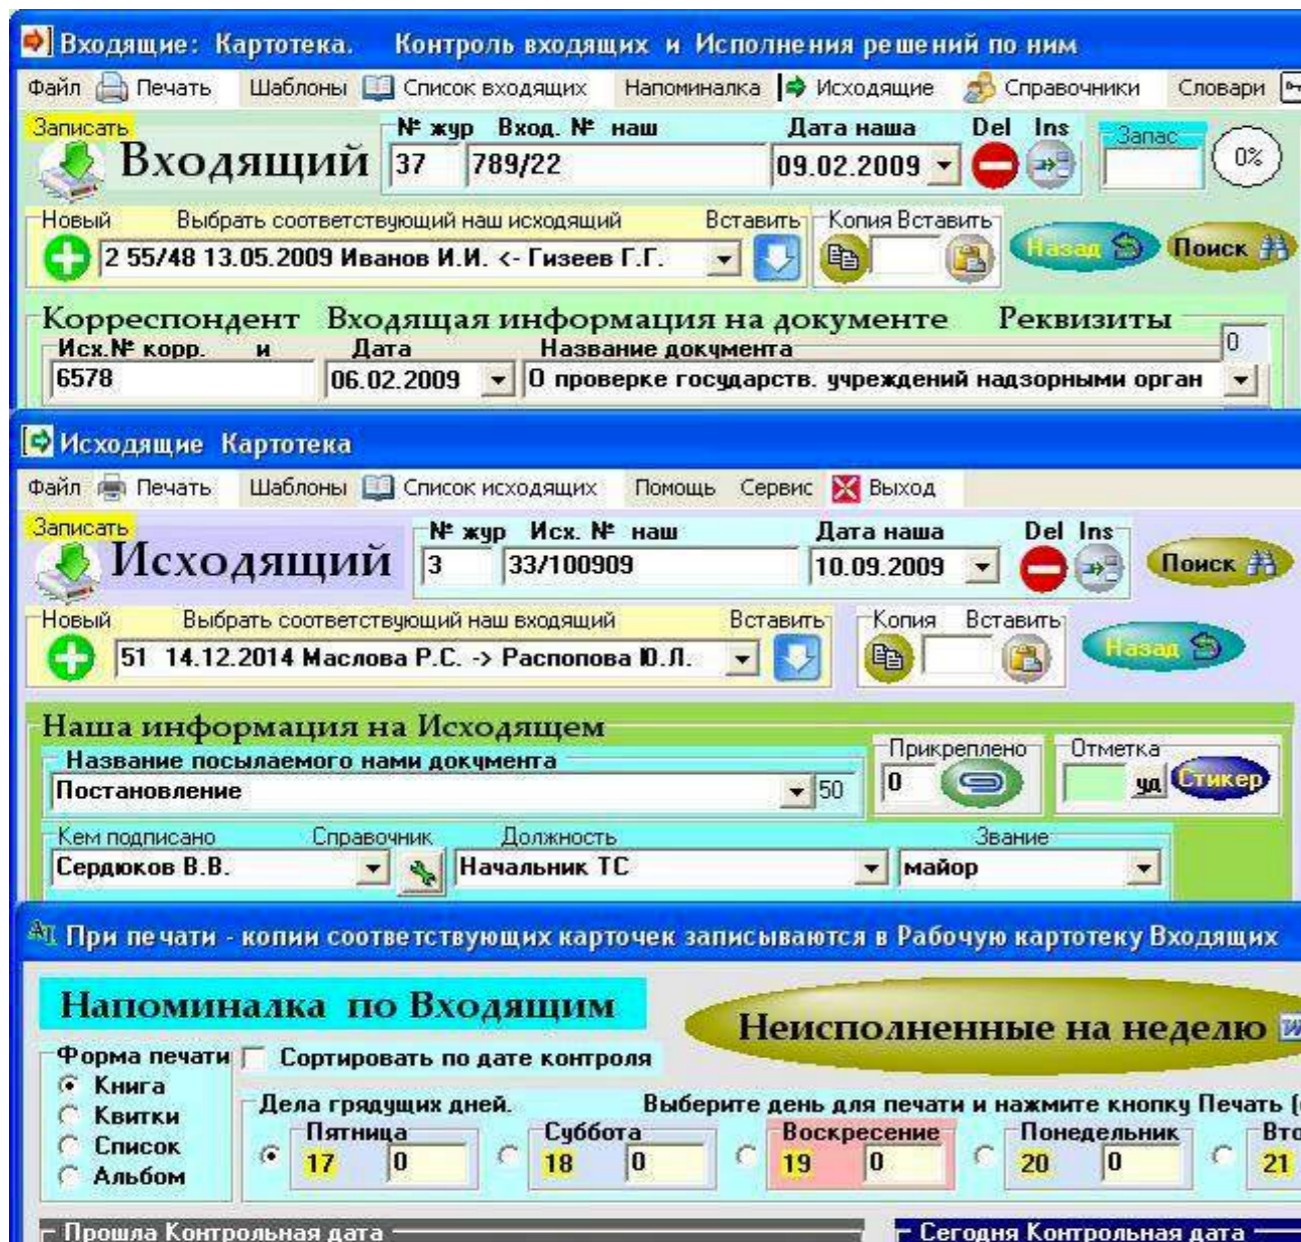 Входящие: Картотека. Контроль входящих и Исполнения решений по ним
Файл Печать Шаблоны Список входящих Напоминалка Исходящие Справочники Словари
Записать № жур Вход. № наш Дата наша Del Ins Запас
Входящий 37 789/22 09.02.2009 0%
Новый Выбрать соответствующий наш исходящий Вставить Копия Вставить
2 55/48 13.05.2009 Иванов И.И. <- Гизеев Г.Г. Назад Поиск
Корреспондент Входящая информация на документе Реквизиты
Исх.№ корр. и Дата Название документа 0
6578 06.02.2009 О проверке государств. учреждений надзорными орган
Исходящие Картотека
Файл Печать Шаблоны Список исходящих Помощь Сервис Выход
Записать № жур Исх. № наш Дата наша Del Ins
Исходящий 3 33/100909 10.09.2009 Поиск
Новый Выбрать соответствующий наш входящий Вставить Копия Вставить
51 14.12.2014 Маслова Р.С. -> Распопова Ю.Л. Назад
Наша информация на Исходящем
Название посылаемого нами документа Прикреплено Отметка
Постановление 50 0 уд Стикер
Кем подписано Справочник Должность Звание
Сердюков В.В. Начальник ТС майор
При печати - копии соответствующих карточек записываются в Рабочую картотеку Входящих
Напоминалка по Входящим
Неисполненные на неделю
Форма печати Сортировать по дате контроля
Книга
Квитки
Список
Альбом
Дела грядущих дней. Выберите день для печати и нажмите кнопку Печать (
Пятница Суббота Воскресение Понедельник Вто
17 0 18 0 19 0 20 0 21
Прошла Контрольная дата Сегодня Контрольная дата